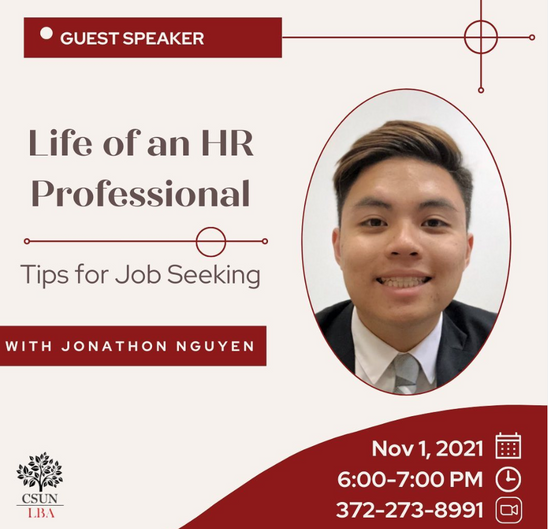 GUEST SPEAKER
Life of an HR
Professional
Tips for Job Seeking
WITH JONATHON NGUYEN
Nov 1, 2021
6:00-7:00 PM
372-273-8991
CSUN
LBA